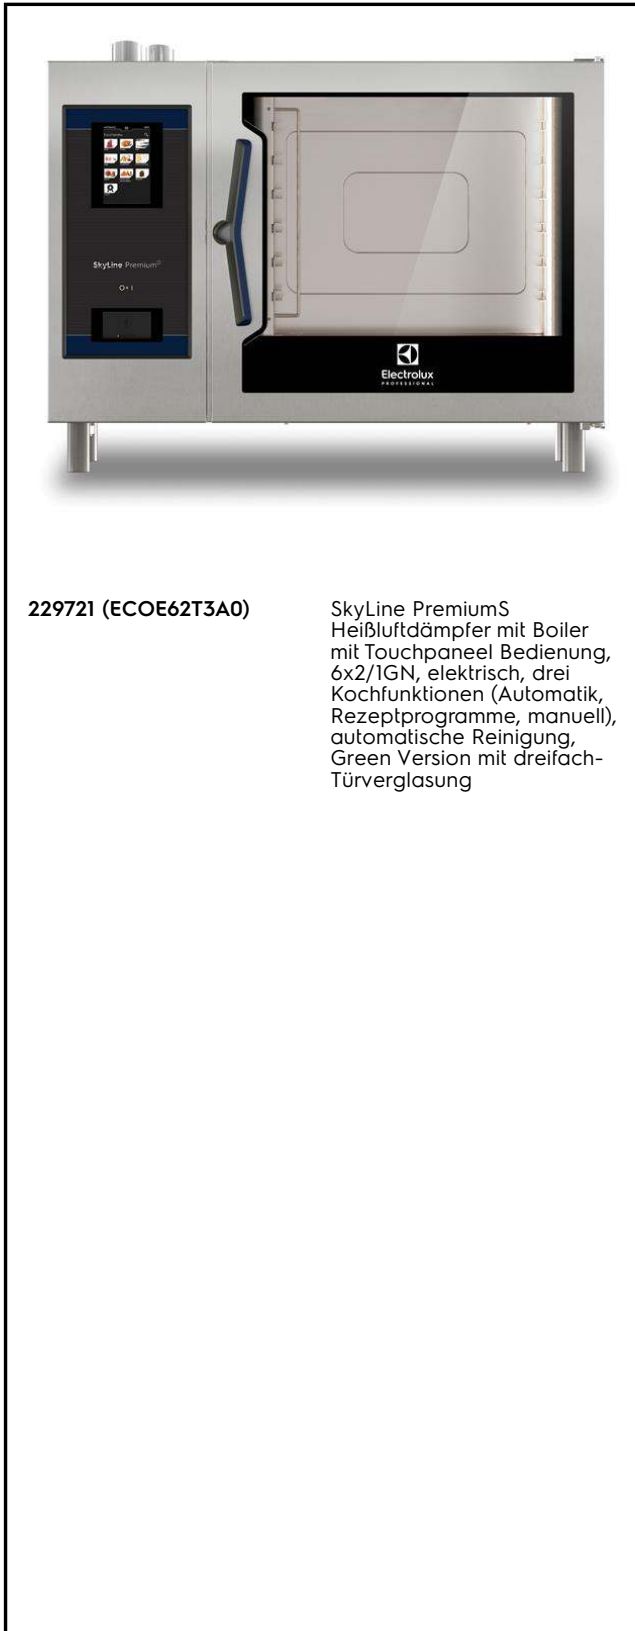 SkyLine PremiumS
Electrolux
PROFESSIONAL
229721 (ECOE62T3A0)
SkyLine PremiumS
Heißluftdämpfer mit Boiler
mit Touchpaneel Bedienung,
6x2/1GN, elektrisch, drei
Kochfunktionen (Automatik,
Rezeptprogramme, manuell),
automatische Reinigung,
Green Version mit dreifach-
Türverglasung